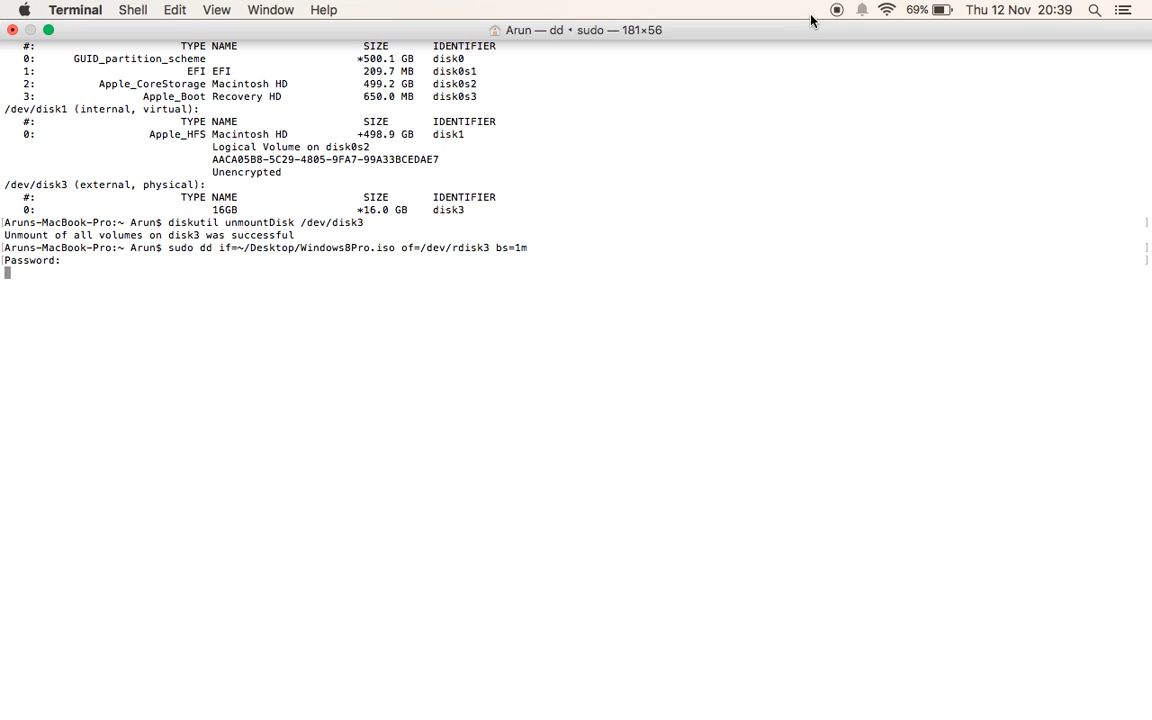 Terminal Shell Edit View Window Help 69% Thu 12 Nov 20:39
Arun — dd • sudo — 181×56
#: TYPE NAME SIZE IDENTIFIER
0: GUID_partition_scheme *500.1 GB disk0
1: EFI EFI 209.7 MB disk0s1
2: Apple_CoreStorage Macintosh HD 499.2 GB disk0s2
3: Apple_Boot Recovery HD 650.0 MB disk0s3
/dev/disk1 (internal, virtual):
#: TYPE NAME SIZE IDENTIFIER
0: Apple_HFS Macintosh HD +498.9 GB disk1
Logical Volume on disk0s2
AACA05B8-5C29-4805-9FA7-99A33BCEDAE7
Unencrypted
/dev/disk3 (external, physical):
#: TYPE NAME SIZE IDENTIFIER
0: 16GB *16.0 GB disk3
[Aruns-MacBook-Pro:~ Arun$ diskutil unmountDisk /dev/disk3 ]
Unmount of all volumes on disk3 was successful
[Aruns-MacBook-Pro:~ Arun$ sudo dd if=~/Desktop/Windows8Pro.iso of=/dev/rdisk3 bs=1m ]
[Password: ]